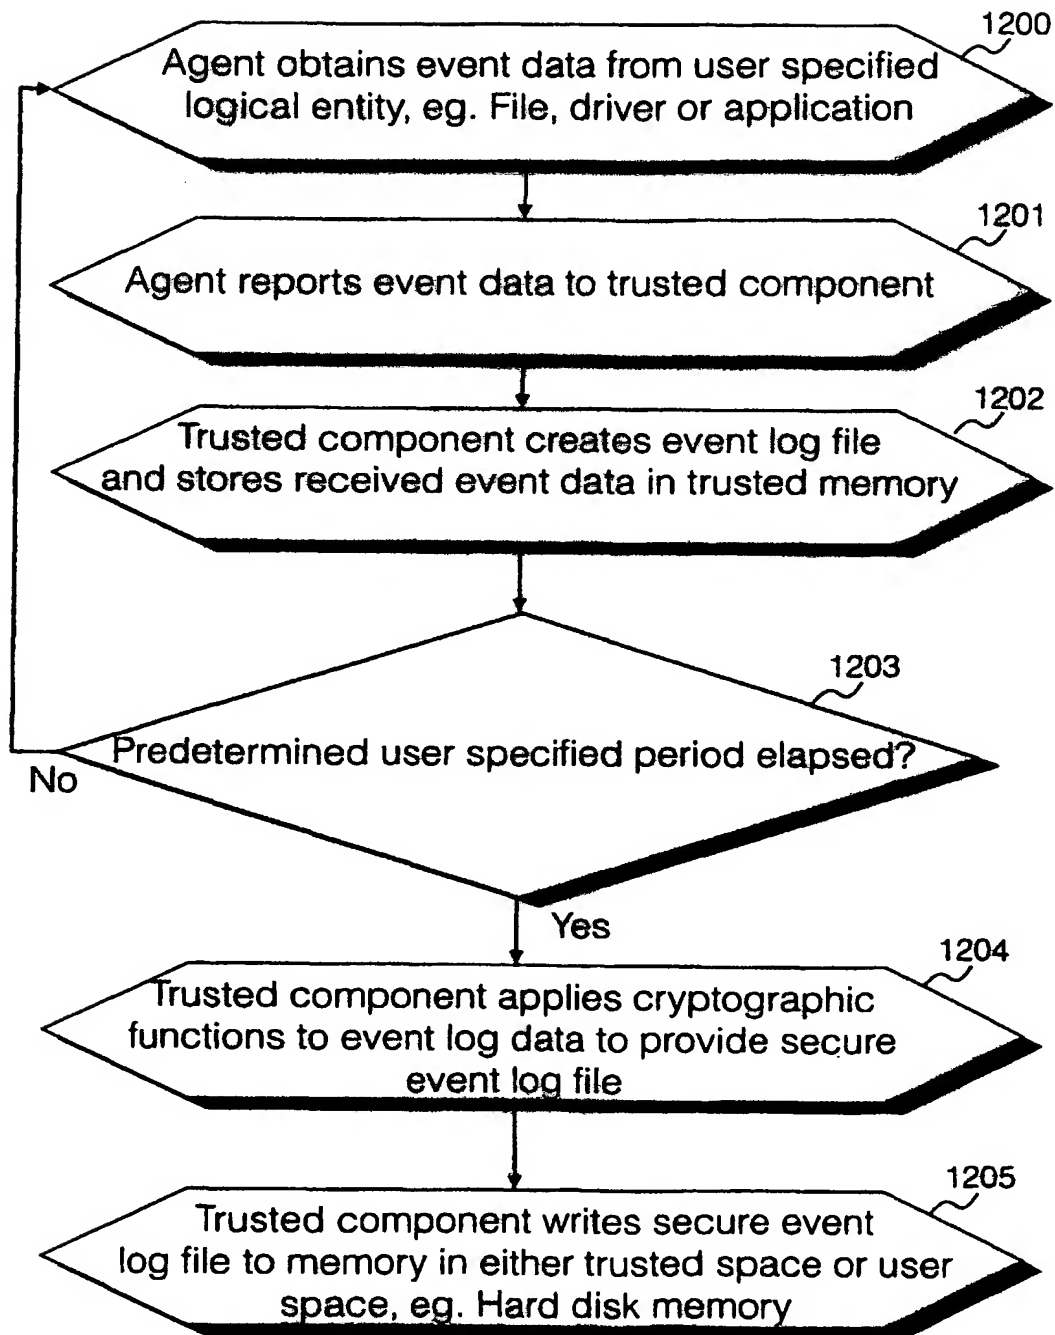 1200
Agent obtains event data from user specified
logical entity, eg. File, driver or application
1201
Agent reports event data to trusted component
1202
Trusted component creates event log file
and stores received event data in trusted memory
1203
Predetermined user specified period elapsed?
No
Yes
1204
Trusted component applies cryptographic
functions to event log data to provide secure
event log file
1205
Trusted component writes secure event
log file to memory in either trusted space or user
space, eg. Hard disk memory